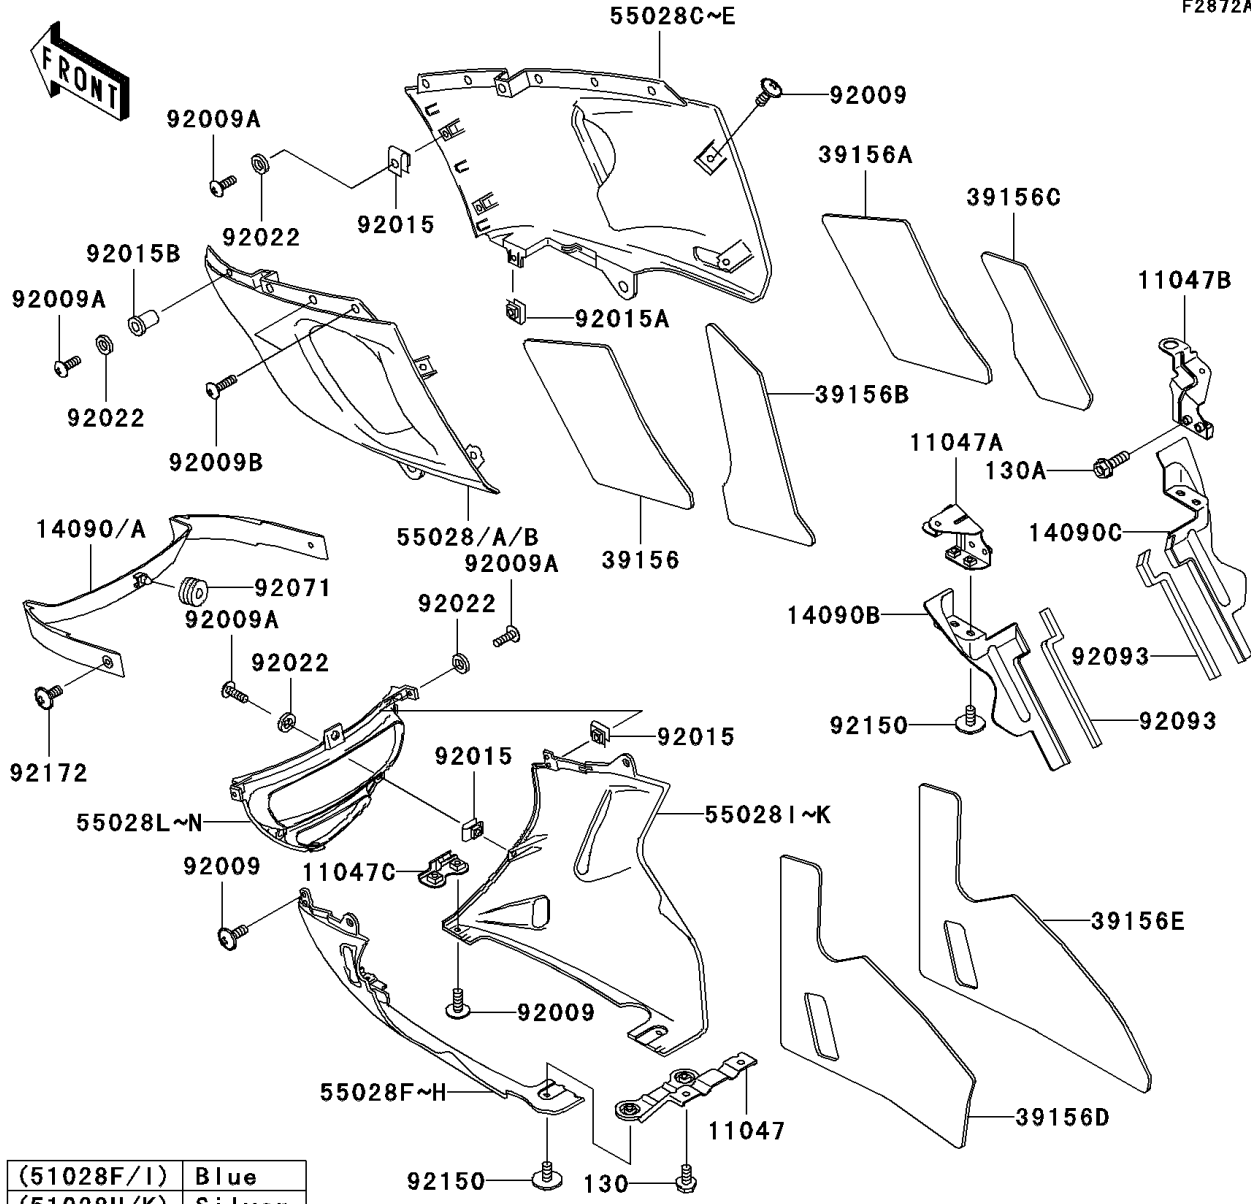 55028C~E
F2872A
FRONT
92009
92009A
39156A
39156C
92022
92015
92015B
92009A
11047B
92015A
39156B
92022
11047A
92009B
130A
14090/A
55028/A/B
14090C
39156
92009A
92071
92022
92009A
14090B
92022
92093
92150
92093
92015
92015
92172
55028L~N
55028I~K
92009
11047C
39156E
92009
55028F~H
39156D
11047
92150
130
(51028F/I) Blue